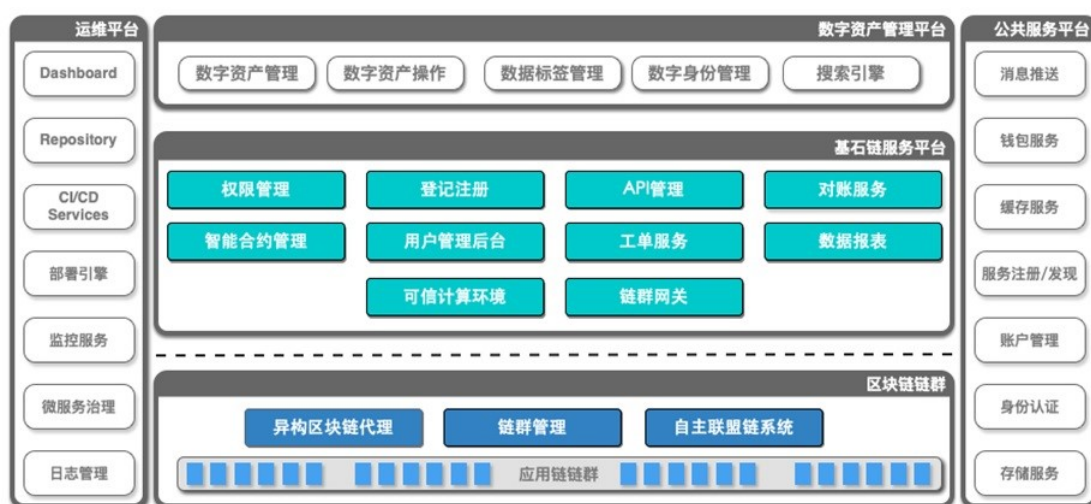 运维平台
Dashboard
Repository
CI/CD
Services
部署引擎
监控服务
微服务治理
日志管理
数字资产管理平台
数字资产管理
数字资产操作
数据标签管理
数字身份管理
搜索引擎
基石链服务平台
权限管理
登记注册
API管理
对账服务
智能合约管理
用户管理后台
工单服务
数据报表
可信计算环境
链群网关
区块链链群
异构区块链代理
链群管理
自主联盟链系统
应用链链群
公共服务平台
消息推送
钱包服务
缓存服务
服务注册/发现
账户管理
身份认证
存储服务